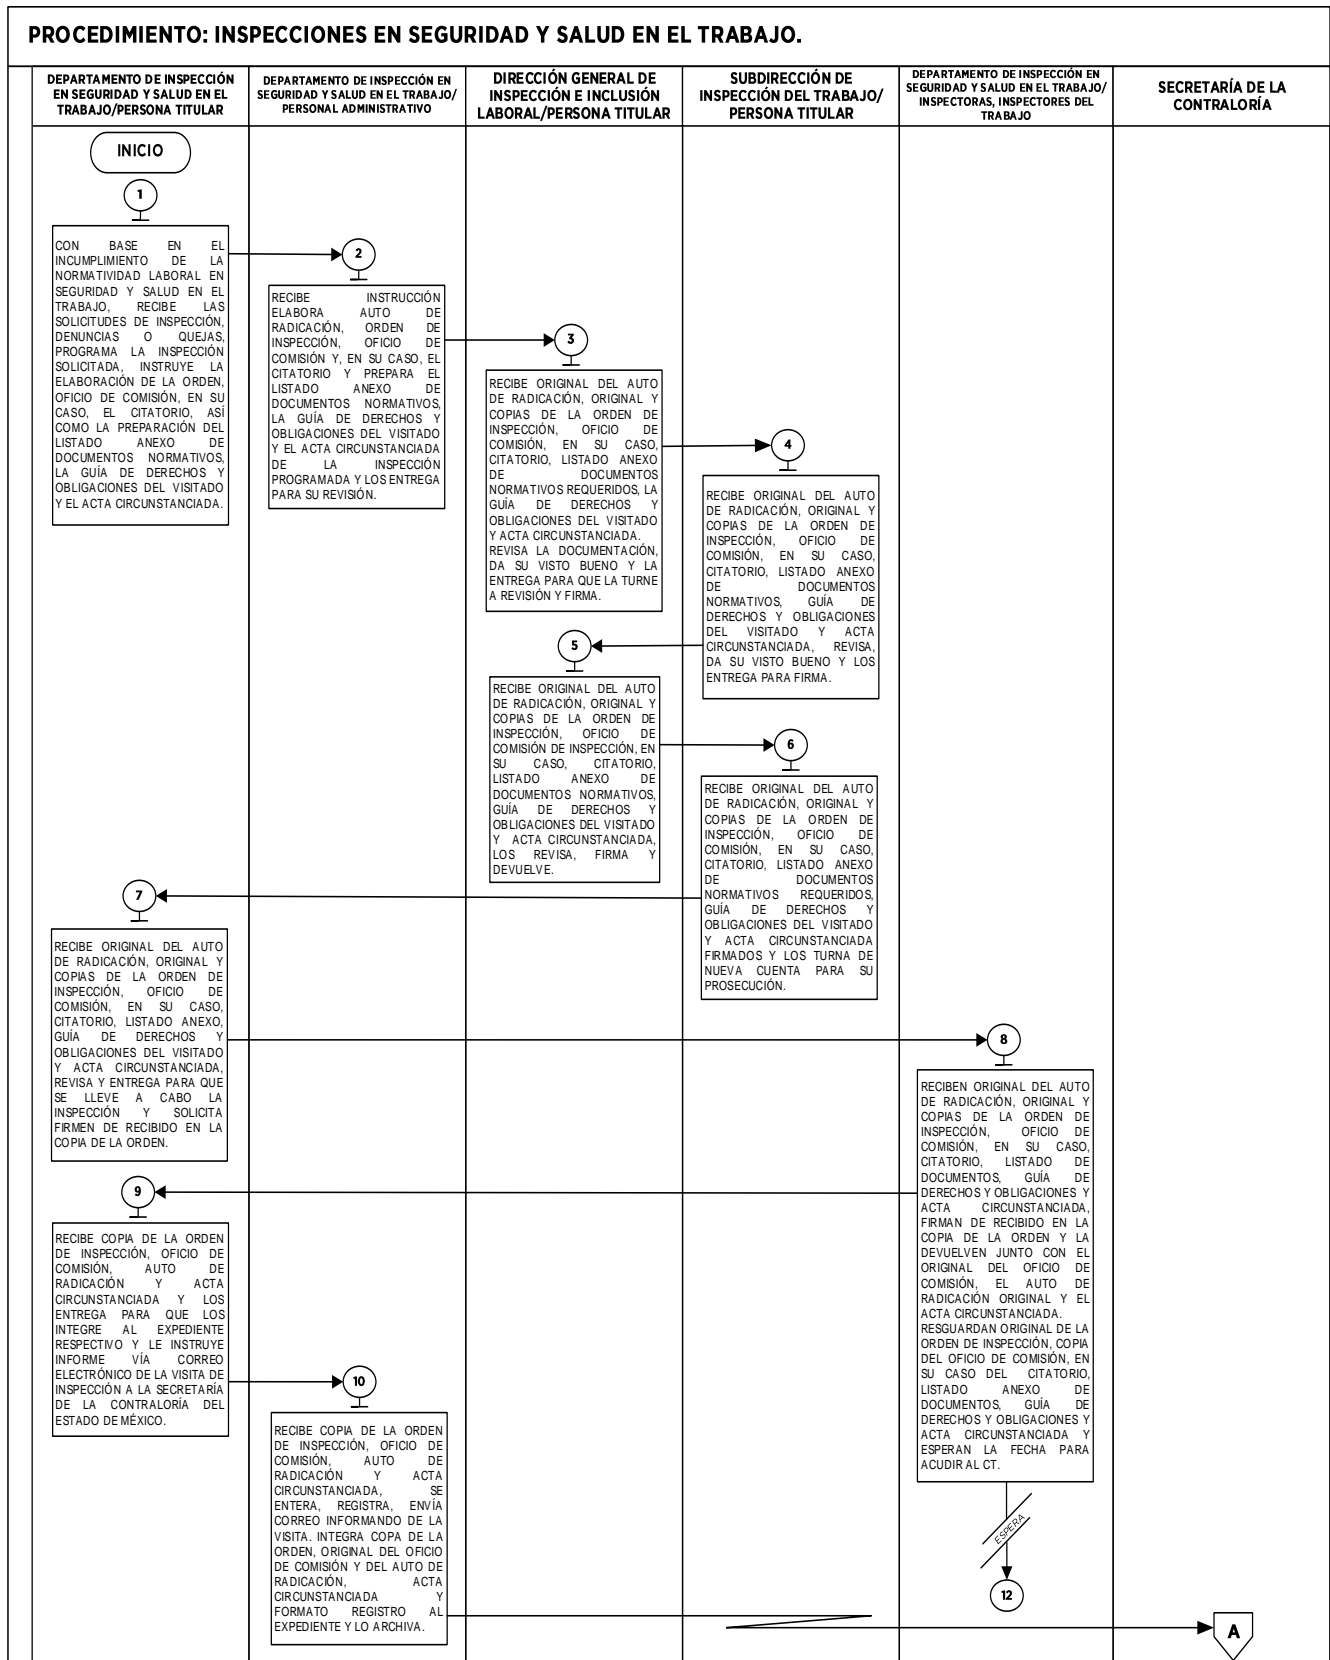 PROCEDIMIENTO: INSPECCIONES EN SEGURIDAD Y SALUD EN EL TRABAJO.
DEPARTAMENTO DE INSPECCIÓN
EN SEGURIDAD Y SALUD EN EL
TRABAJO/PERSONA TITULAR
DEPARTAMENTO DE INSPECCIÓN EN
SEGURIDAD Y SALUD EN EL TRABAJO/
PERSONAL ADMINISTRATIVO
DIRECCIÓN GENERAL DE
INSPECCIÓN E INCLUSIÓN
LABORAL/PERSONA TITULAR
SUBDIRECCIÓN DE
INSPECCIÓN DEL TRABAJO/
PERSONA TITULAR
DEPARTAMENTO DE INSPECCIÓN EN
SEGURIDAD Y SALUD EN EL TRABAJO/
INSPECTORAS, INSPECTORES DEL
TRABAJO
SECRETARÍA DE LA
CONTRALORÍA
INICIO
1
CON BASE EN EL
INCUMPLIMIENTO DE LA
NORMATIVIDAD LABORAL EN
SEGURIDAD Y SALUD EN EL
TRABAJO, RECIBE LAS
SOLICITUDES DE INSPECCIÓN,
DENUNCIAS O QUEJAS,
PROGRAMA LA INSPECCIÓN
SOLICITADA, INSTRUYE LA
ELABORACIÓN DE LA ORDEN,
OFICIO DE COMISIÓN, EN SU
CASO, EL CITATORIO, ASÍ
COMO LA PREPARACIÓN DEL
LISTADO ANEXO DE
DOCUMENTOS NORMATIVOS,
LA GUÍA DE DERECHOS Y
OBLIGACIONES DEL VISITADO
Y EL ACTA CIRCUNSTANCIADA.
2
RECIBE INSTRUCCIÓN
ELABORA AUTO DE
RADICACIÓN, ORDEN DE
INSPECCIÓN, OFICIO DE
COMISIÓN Y, EN SU CASO, EL
CITATORIO Y PREPARA EL
LISTADO ANEXO DE
DOCUMENTOS NORMATIVOS,
LA GUÍA DE DERECHOS Y
OBLIGACIONES DEL VISITADO
Y EL ACTA CIRCUNSTANCIADA
DE LA INSPECCIÓN
PROGRAMADA Y LOS ENTREGA
PARA SU REVISIÓN.
3
RECIBE ORIGINAL DEL AUTO
DE RADICACIÓN, ORIGINAL Y
COPIAS DE LA ORDEN DE
INSPECCIÓN, OFICIO DE
COMISIÓN, EN SU CASO,
CITATORIO, LISTADO ANEXO
DE DOCUMENTOS
NORMATIVOS REQUERIDOS, LA
GUÍA DE DERECHOS Y
OBLIGACIONES DEL VISITADO
Y ACTA CIRCUNSTANCIADA.
REVISA LA DOCUMENTACIÓN,
DA SU VISTO BUENO Y LA
ENTREGA PARA QUE LA TURNE
A REVISIÓN Y FIRMA.
4
RECIBE ORIGINAL DEL AUTO
DE RADICACIÓN, ORIGINAL Y
COPIAS DE LA ORDEN DE
INSPECCIÓN, OFICIO DE
COMISIÓN, EN SU CASO,
CITATORIO, LISTADO ANEXO
DE DOCUMENTOS
NORMATIVOS, GUÍA DE
DERECHOS Y OBLIGACIONES
DEL VISITADO Y ACTA
CIRCUNSTANCIADA, REVISA,
DA SU VISTO BUENO Y LOS
ENTREGA PARA FIRMA.
5
RECIBE ORIGINAL DEL AUTO
DE RADICACIÓN, ORIGINAL Y
COPIAS DE LA ORDEN DE
INSPECCIÓN, OFICIO DE
COMISIÓN DE INSPECCIÓN, EN
SU CASO, CITATORIO,
LISTADO ANEXO DE
DOCUMENTOS NORMATIVOS,
GUÍA DE DERECHOS Y
OBLIGACIONES DEL VISITADO
Y ACTA CIRCUNSTANCIADA,
LOS REVISA, FIRMA Y
DEVUELVE.
6
RECIBE ORIGINAL DEL AUTO
DE RADICACIÓN, ORIGINAL Y
COPIAS DE LA ORDEN DE
INSPECCIÓN, OFICIO DE
COMISIÓN, EN SU CASO,
CITATORIO, LISTADO ANEXO
DE DOCUMENTOS
NORMATIVOS REQUERIDOS,
GUÍA DE DERECHOS Y
OBLIGACIONES DEL VISITADO
Y ACTA CIRCUNSTANCIADA
FIRMADOS Y LOS TURNA DE
NUEVA CUENTA PARA SU
PROSECUCIÓN.
7
RECIBE ORIGINAL DEL AUTO
DE RADICACIÓN, ORIGINAL Y
COPIAS DE LA ORDEN DE
INSPECCIÓN, OFICIO DE
COMISIÓN, EN SU CASO,
CITATORIO, LISTADO ANEXO,
GUÍA DE DERECHOS Y
OBLIGACIONES DEL VISITADO
Y ACTA CIRCUNSTANCIADA,
REVISA Y ENTREGA PARA QUE
SE LLEVE A CABO LA
INSPECCIÓN Y SOLICITA
FIRMEN DE RECIBIDO EN LA
COPIA DE LA ORDEN.
8
RECIBEN ORIGINAL DEL AUTO
DE RADICACIÓN, ORIGINAL Y
COPIAS DE LA ORDEN DE
INSPECCIÓN, OFICIO DE
COMISIÓN, EN SU CASO,
CITATORIO, LISTADO DE
DOCUMENTOS, GUÍA DE
DERECHOS Y OBLIGACIONES Y
ACTA CIRCUNSTANCIADA,
FIRMAN DE RECIBIDO EN LA
COPIA DE LA ORDEN Y LA
DEVUELVEN JUNTO CON EL
ORIGINAL DEL OFICIO DE
COMISIÓN, EL AUTO DE
RADICACIÓN ORIGINAL Y EL
ACTA CIRCUNSTANCIADA.
RESGUARDAN ORIGINAL DE LA
ORDEN DE INSPECCIÓN, COPIA
DEL OFICIO DE COMISIÓN, EN
SU CASO DEL CITATORIO,
LISTADO ANEXO DE
DOCUMENTOS, GUÍA DE
DERECHOS Y OBLIGACIONES Y
ACTA CIRCUNSTANCIADA Y
ESPERAN LA FECHA PARA
ACUDIR AL CT.
9
RECIBE COPIA DE LA ORDEN
DE INSPECCIÓN, OFICIO DE
COMISIÓN, AUTO DE
RADICACIÓN Y ACTA
CIRCUNSTANCIADA Y LOS
ENTREGA PARA QUE LOS
INTEGRE AL EXPEDIENTE
RESPECTIVO Y LE INSTRUYE
INFORME VÍA CORREO
ELECTRÓNICO DE LA VISITA DE
INSPECCIÓN A LA SECRETARÍA
DE LA CONTRALORÍA DEL
ESTADO DE MÉXICO.
10
RECIBE COPIA DE LA ORDEN
DE INSPECCIÓN, OFICIO DE
COMISIÓN, AUTO DE
RADICACIÓN Y ACTA
CIRCUNSTANCIADA, SE
ENTERA, REGISTRA, ENVÍA
CORREO INFORMANDO DE LA
VISITA. INTEGRA COPA DE LA
ORDEN, ORIGINAL DEL OFICIO
DE COMISIÓN Y DEL AUTO DE
RADICACIÓN, ACTA
CIRCUNSTANCIADA Y
FORMATO REGISTRO AL
EXPEDIENTE Y LO ARCHIVA.
ESPERA
12
A